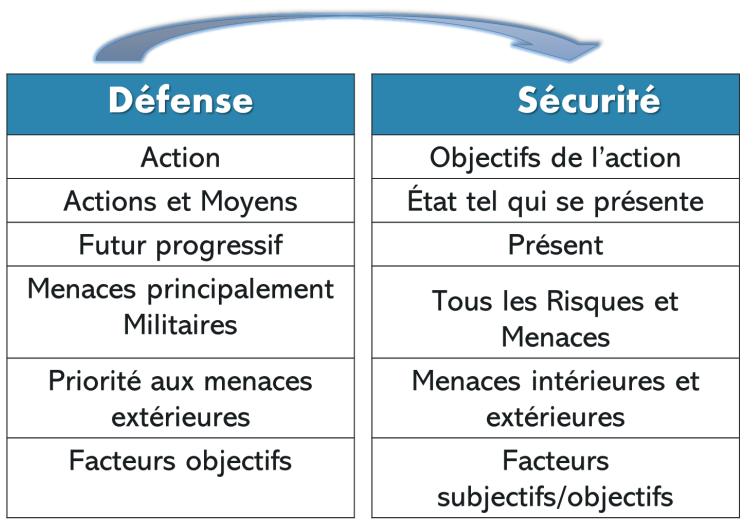 Défense
Action
Actions et Moyens
Futur progressif
Menaces principalement
Militaires
Priorité aux menaces
extérieures
Facteurs objectifs
Sécurité
Objectifs de l'action
État tel qui se présente
Présent
Tous les Risques et
Menaces
Menaces intérieures et
extérieures
Facteurs
subjectifs/objectifs